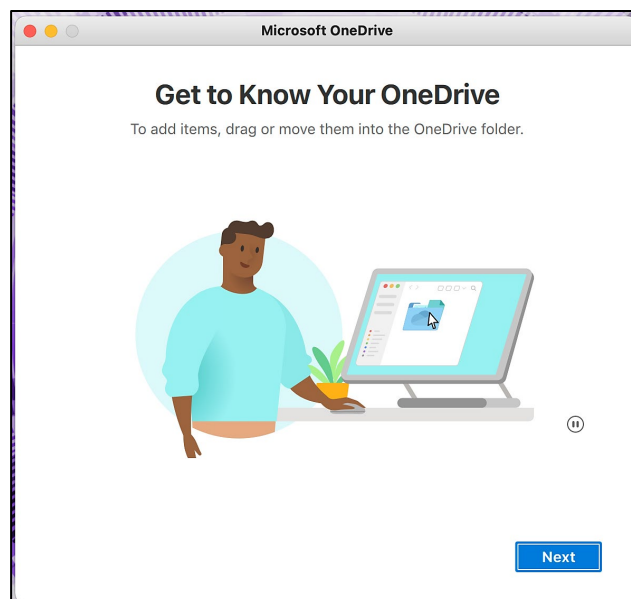 Microsoft OneDrive
Get to Know Your OneDrive
To add items, drag or move them into the OneDrive folder.
Next